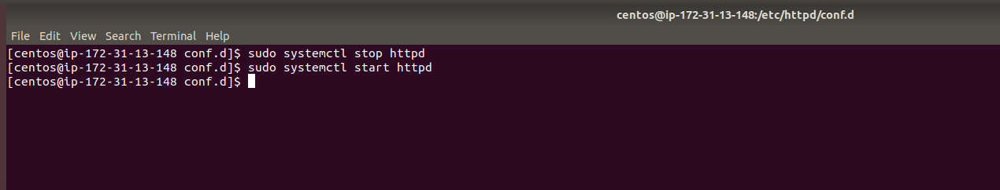 centos@ip-172-31-13-148:/etc/httpd/conf.d
File Edit View Search Terminal Help
[centos@ip-172-31-13-148 conf.d]$ sudo systemctl stop httpd
[centos@ip-172-31-13-148 conf.d]$ sudo systemctl start httpd
[centos@ip-172-31-13-148 conf.d]$